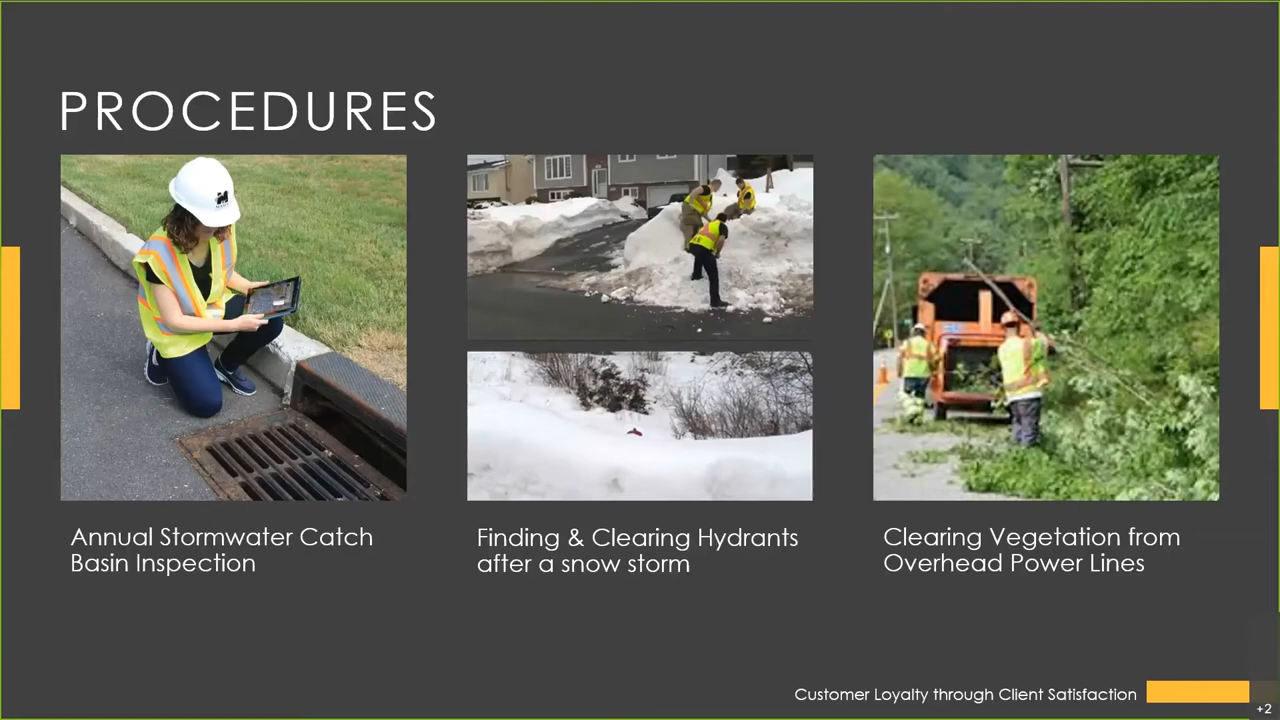 PROCEDURES
Annual Stormwater Catch
Basin Inspection
Finding & Clearing Hydrants
after a snow storm
Clearing Vegetation from
Overhead Power Lines
Customer Loyalty through Client Satisfaction
+2